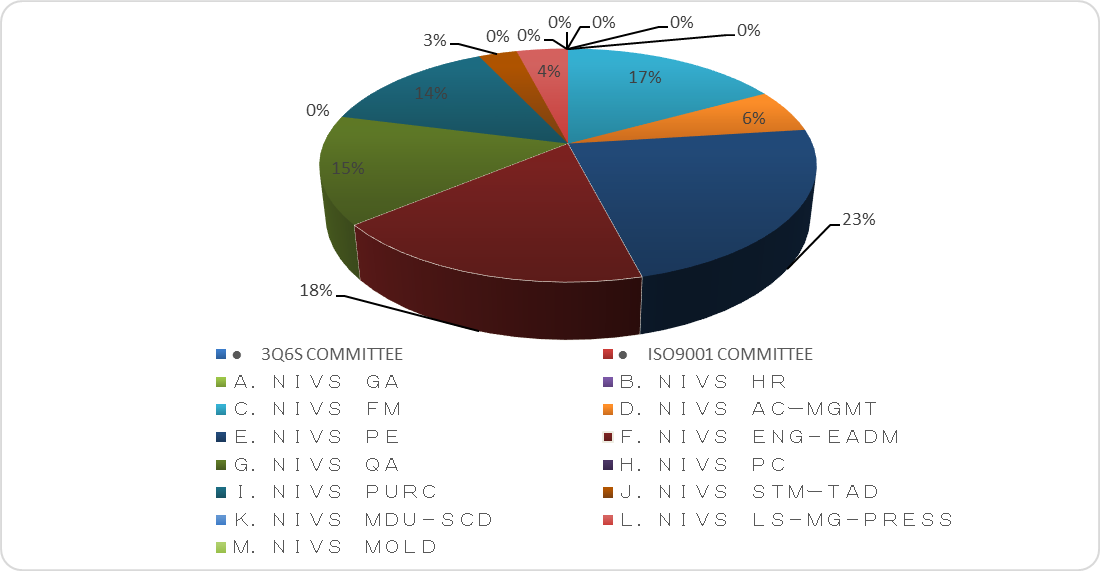 0% 0% 0% 0%
0% 0%
3%
4%
17%
14%
6%
0%
15%
23%
18%
● 3Q6S COMMITTEE
● ISO9001 COMMITTEE
A. NIVS GA
B. NIVS HR
C. NIVS FM
D. NIVS AC-MGMT
E. NIVS PE
F. NIVS ENG-EADM
G. NIVS QA
H. NIVS PC
I. NIVS PURC
J. NIVS STM-TAD
K. NIVS MDU-SCD
L. NIVS LS-MG-PRESS
M. NIVS MOLD